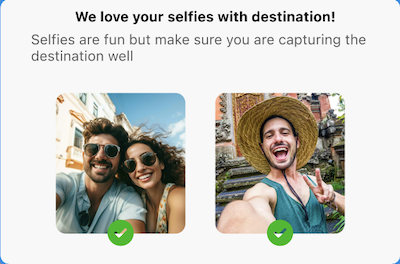 We love your selfies with destination!
Selfies are fun but make sure you are capturing the
destination well